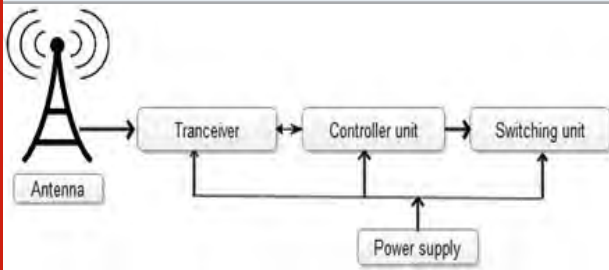 Tranceiver
Controller unit
Switching unit
Antenna
Power supply